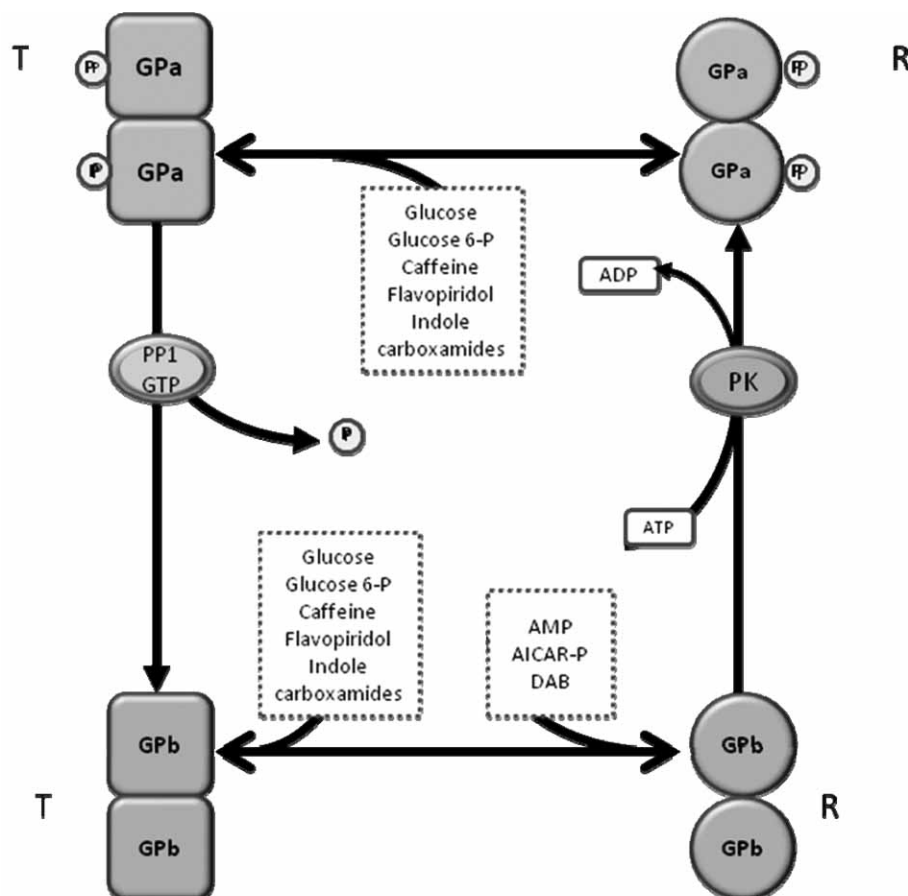 T
P
GPa
GPa
P
R
P
GPa
GPa
P
Glucose
Glucose 6-P
Caffeine
Flavopiridol
Indole
carboxamides
ADP
PP1
GTP
P
PK
ATP
Glucose
Glucose 6-P
Caffeine
Flavopiridol
Indole
carboxamides
AMP
AICAR-P
DAB
T
GPb
GPb
GPb
GPb
R